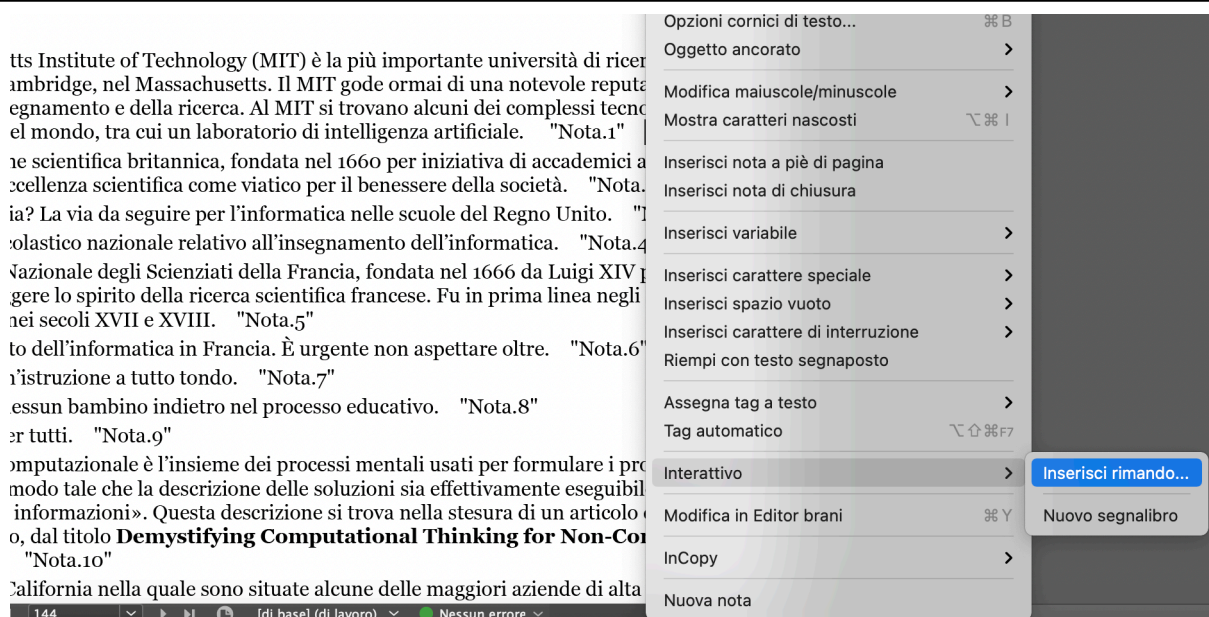 tts Institute of Technology (MIT) è la più importante università di
ambridge, nel Massachusetts. Il MIT gode ormai di una notevole
egnamento e della ricerca. Al MIT si trovano alcuni dei complessi
el mondo, tra cui un laboratorio di intelligenza artificiale. "Nota.1"
ne scientifica britannica, fondata nel 1660 per iniziativa di accademici
ccellenza scientifica come viatico per il benessere della società. "Nota.
ia? La via da seguire per l'informatica nelle scuole del Regno Unito.
colastico nazionale relativo all'insegnamento dell'informatica. "Nota.4
Nazionale degli Scienziati della Francia, fondata nel 1666 da Luigi XIV
gere lo spirito della ricerca scientifica francese. Fu in prima linea negli
nei secoli XVII e XVIII. "Nota.5"
to dell'informatica in Francia. È urgente non aspettare oltre. "Nota.6"
n'istruzione a tutto tondo. "Nota.7"
essun bambino indietro nel processo educativo. "Nota.8"
er tutti. "Nota.9"
omputazionale è l'insieme dei processi mentali usati per formulare i
modo tale che la descrizione delle soluzioni sia effettivamente
informazioni». Questa descrizione si trova nella stesura di un articolo
o, dal titolo Demystifying Computational Thinking for
"Nota.10"
California nella quale sono situate alcune delle maggiori aziende di alta
144 [di base] (di lavoro) Nessun errore
Opzioni cornici di testo... ⌘B
Oggetto ancorato
Modifica maiuscole/minuscole
Mostra caratteri nascosti ⌥⌘I
Inserisci nota a piè di pagina
Inserisci nota di chiusura
Inserisci variabile
Inserisci carattere speciale
Inserisci spazio vuoto
Inserisci carattere di interruzione
Riempi con testo segnaposto
Assegna tag a testo
Tag automatico ⌥⇧⌘F7
Interattivo
Modifica in Editor brani ⌘Y
InCopy
Nuova nota
Inserisci rimando...
Nuovo segnalibro